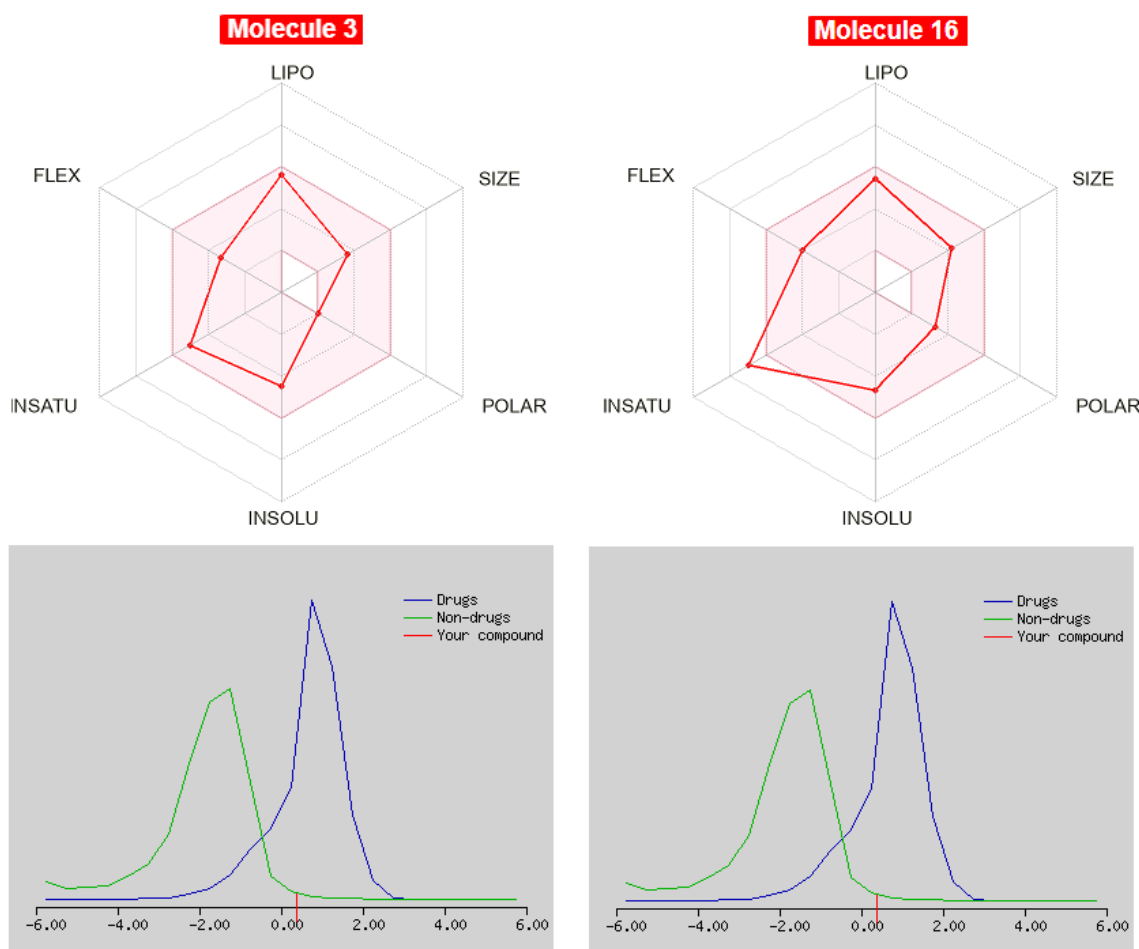 Molecule 3
LIPO
FLEX
SIZE
INSATU
POLAR
INSOLU
Drugs
Non-drugs
Your compound
-6.00 -4.00 -2.00 0.00 2.00 4.00 6.00
Molecule 16
LIPO
FLEX
SIZE
INSATU
POLAR
INSOLU
Drugs
Non-drugs
Your compound
-6.00 -4.00 -2.00 0.00 2.00 4.00 6.00